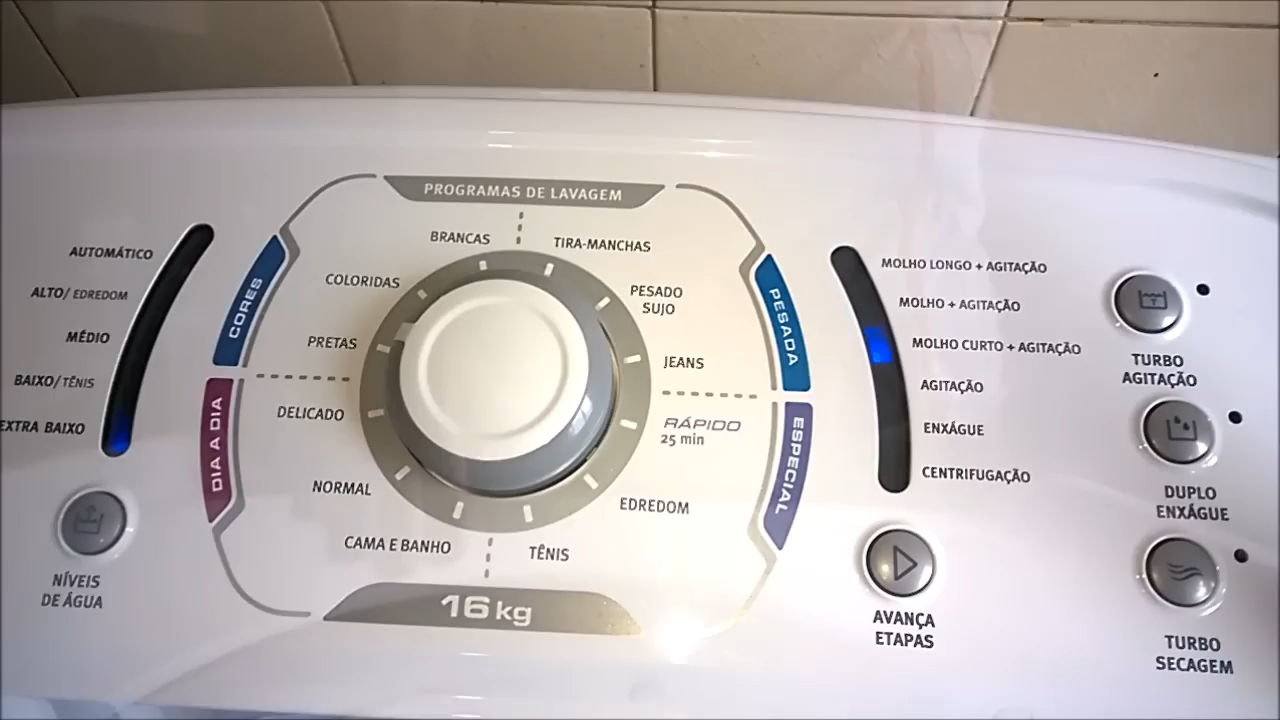 PROGRAMAS DE LAVAGEM
AUTOMÁTICO
ALTO/ EDREDOM
MÉDIO
BAIXO/ TÊNIS
EXTRA BAIXO
NÍVEIS
DE ÁGUA
CORES
BRANCAS
COLORIDAS
PRETAS
DIA A DIA
DELICADO
NORMAL
CAMA E BANHO
TIRA-MANCHAS
PESADO
SUJO
JEANS
PESADA
RÁPIDO
25 min
EDREDOM
TÊNIS
ESPECIAL
16 kg
MOLHO LONGO + AGITAÇÃO
MOLHO + AGITAÇÃO
MOLHO CURTO + AGITAÇÃO
AGITAÇÃO
ENXÁGUE
CENTRIFUGAÇÃO
AVANÇA
ETAPAS
TURBO
AGITAÇÃO
DUPLO
ENXÁGUE
TURBO
SECAGEM